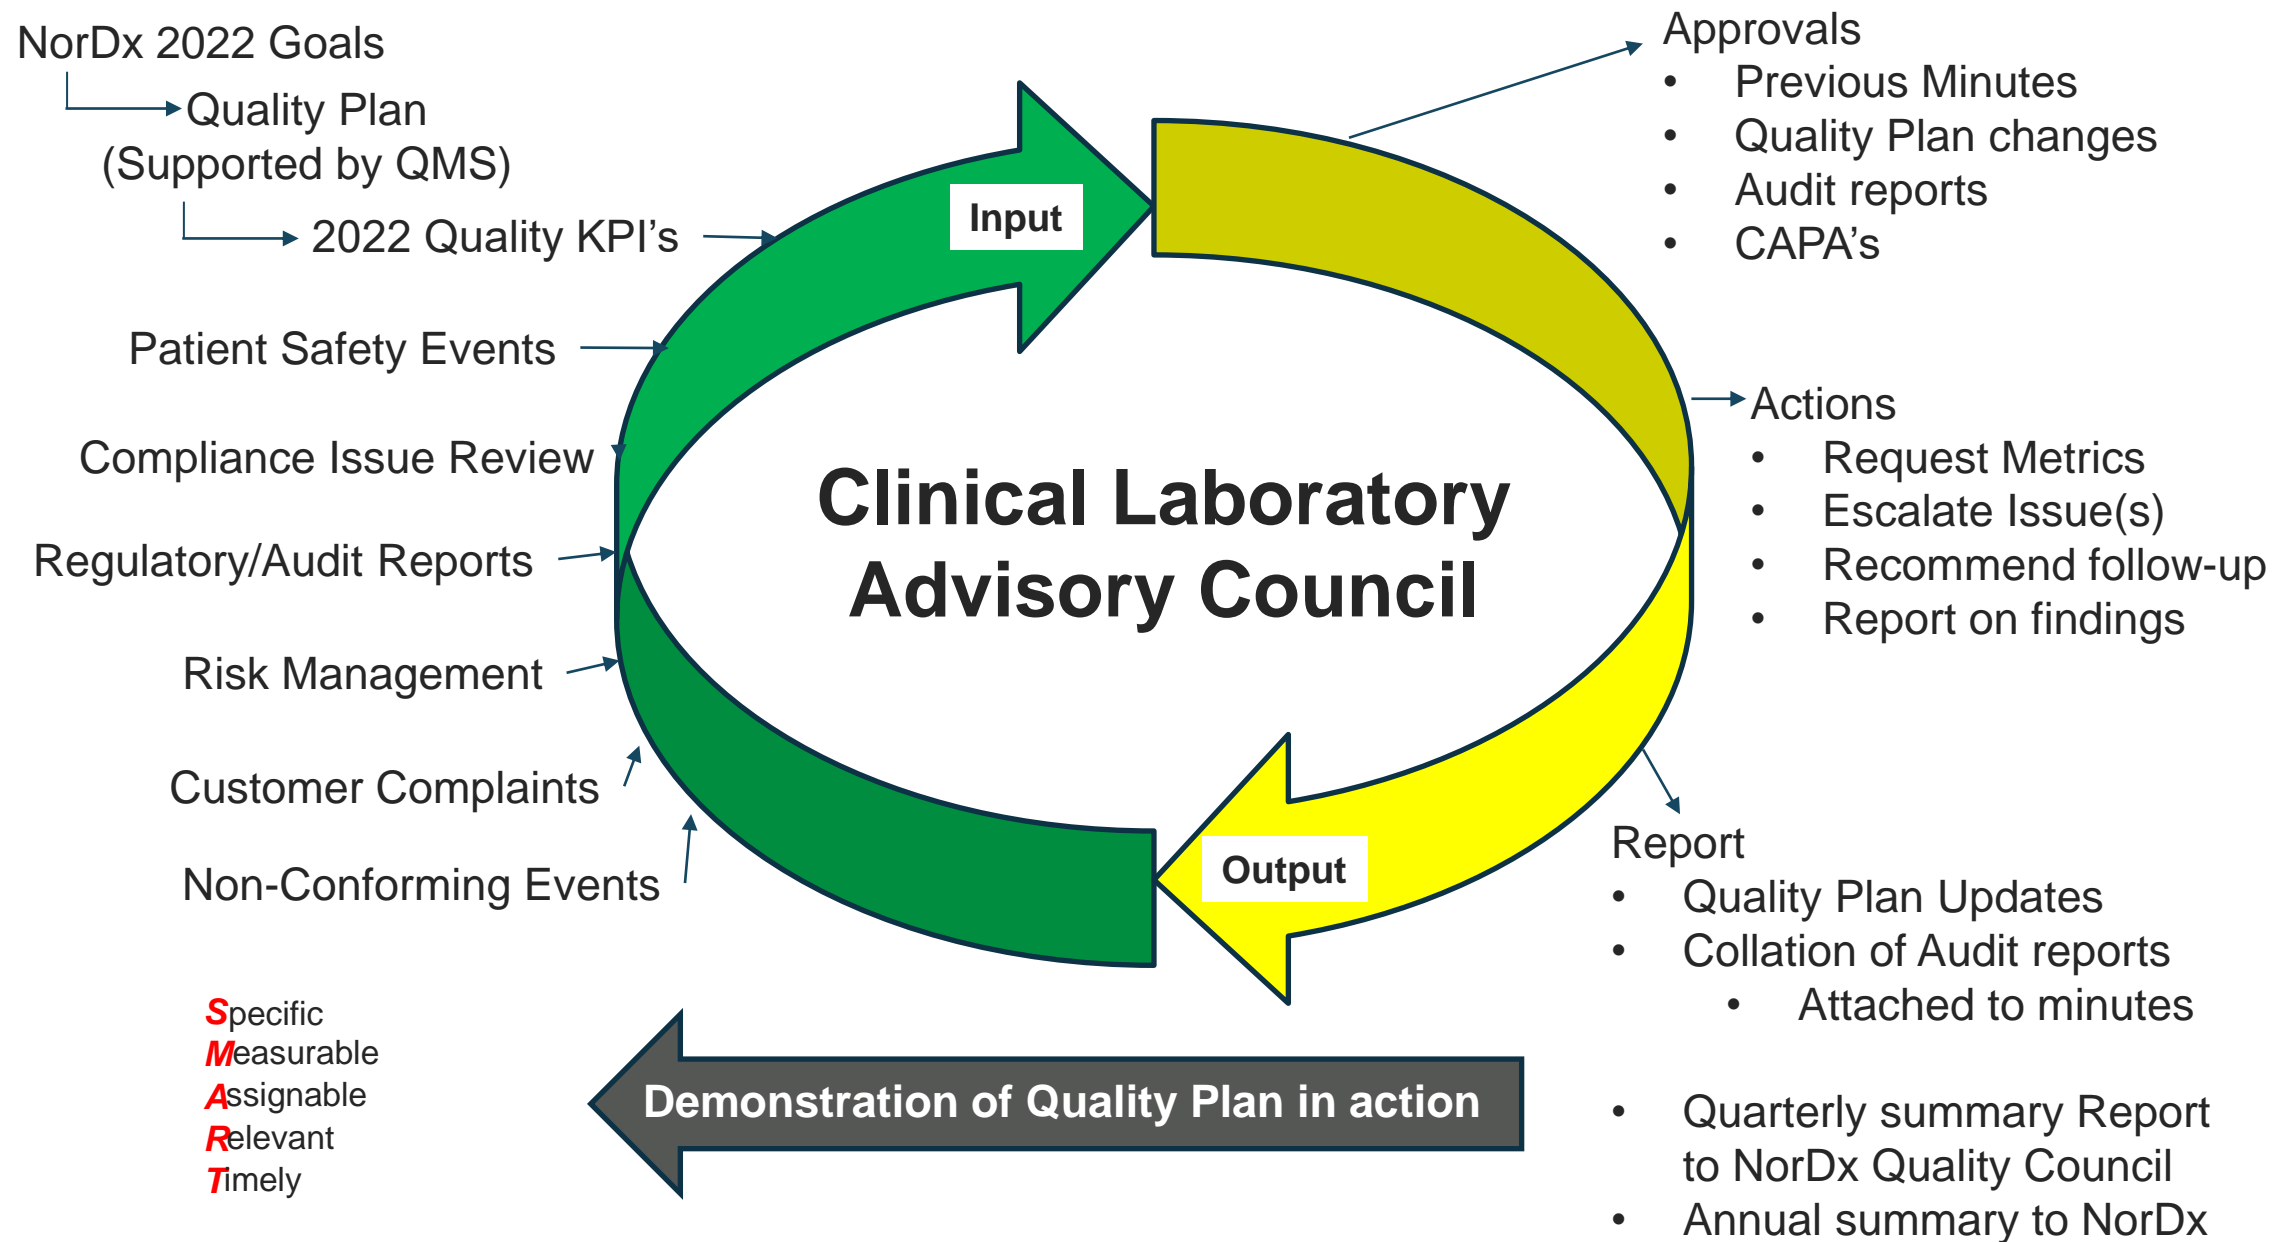 NorDx 2022 Goals
Quality Plan
(Supported by QMS)
2022 Quality KPI’s
Patient Safety Events
Compliance Issue Review
Regulatory/Audit Reports
Risk Management
Customer Complaints
Non-Conforming Events
Input
Clinical Laboratory
Advisory Council
Output
Approvals
• Previous Minutes
• Quality Plan changes
• Audit reports
• CAPA’s
Actions
• Request Metrics
• Escalate Issue(s)
• Recommend follow-up
• Report on findings
Report
• Quality Plan Updates
• Collation of Audit reports
• Attached to minutes
• Quarterly summary Report
to NorDx Quality Council
• Annual summary to NorDx
Specific
Measurable
Assignable
Relevant
Timely
Demonstration of Quality Plan in action